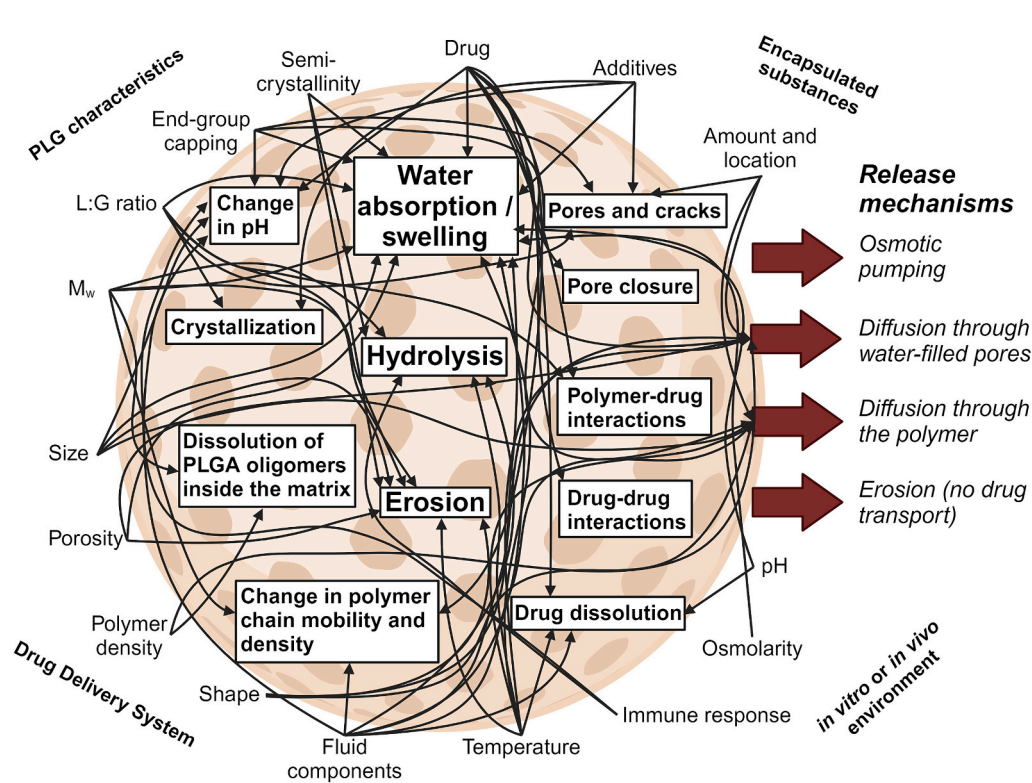 PLG characteristics
Semi-
crystallinity
Drug
Additives
Encapsulated
substances
End-group
capping
Amount and
location
L:G ratio
Mw
Size
Porosity
Polymer
density
Drug Delivery System
Shape
Fluid
components
Temperature
Immune response
Osmolarity
pH
in vitro or in vivo
environment
Change
in pH
Water
absorption /
swelling
Pores and cracks
Pore closure
Crystallization
Hydrolysis
Polymer-drug
interactions
Dissolution of
PLGA oligomers
inside the matrix
Erosion
Drug-drug
interactions
Change in polymer
chain mobility and
density
Drug dissolution
Release
mechanisms
Osmotic
pumping
Diffusion through
water-filled pores
Diffusion through
the polymer
Erosion (no drug
transport)